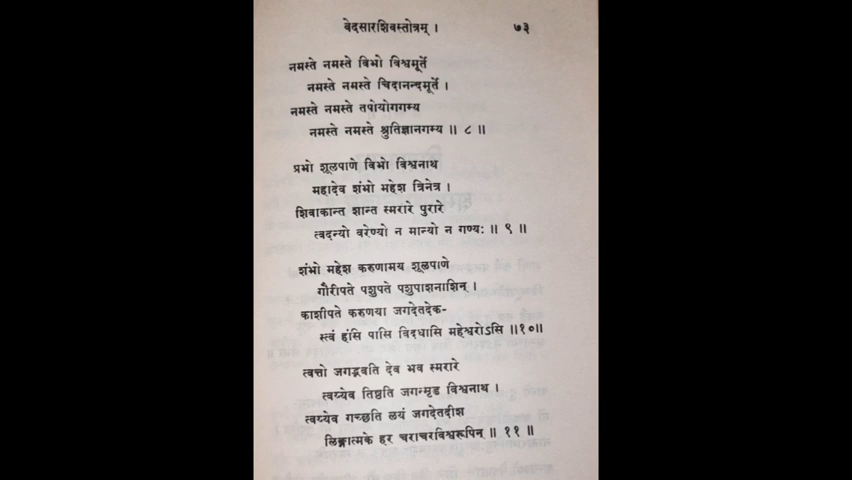 वेदसारशिवस्तोत्रम् । ७३
नमस्ते नमस्ते विभो विश्वमूर्ते
नमस्ते नमस्ते चिदानन्दमूर्ते ।
नमस्ते नमस्ते तपोयोगगम्य
नमस्ते नमस्ते श्रुतिज्ञानगम्य ॥ ८ ॥
प्रभो शूलपाणे विभो विश्वनाथ
महादेव शंभो महेश त्रिनेत्र ।
शिवाकान्त शान्त स्मरारे पुरारे
त्वदन्यो वरेण्यो न मान्यो न गण्यः ॥ ९ ॥
शंभो महेश करुणामय शूलपाणे
गौरीपते पशुपते पशुपाशनाशिन् ।
काशीपते करुणया जगदेतदेक-
स्त्वं हंसि पासि विदधासि महेश्वरोऽसि ॥१०॥
त्वत्तो जगद्भवति देव भव स्मरारे
त्वय्येव तिष्ठति जगन्मृड विश्वनाथ ।
त्वय्येव गच्छति लयं जगदेतदीश
लिङ्गात्मके हर चराचरविश्वरूपिन् ॥ ११ ॥